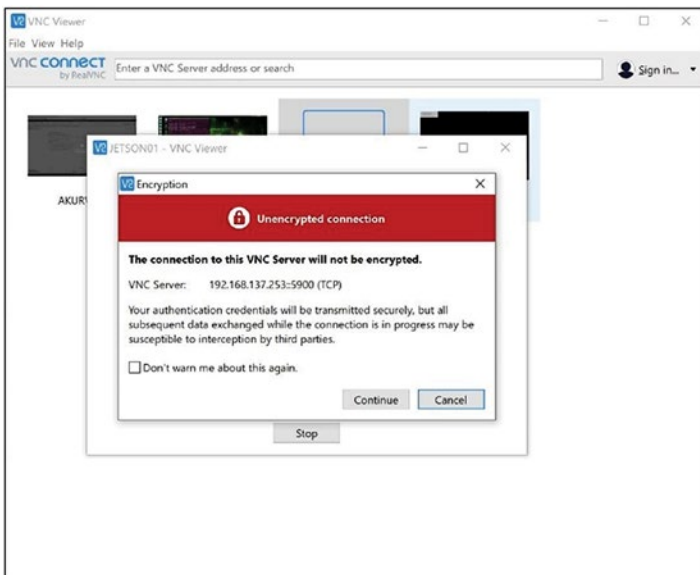 VNC Viewer
File View Help
VNC CONNECT
by RealVNC
Enter a VNC Server address or search
Sign in...
JETSON01 - VNC Viewer
Encryption
Unencrypted connection
The connection to this VNC Server will not be encrypted.
VNC Server: 192.168.137.253::5900 (TCP)
Your authentication credentials will be transmitted securely, but all
subsequent data exchanged while the connection is in progress may be
susceptible to interception by third parties.
Don't warn me about this again.
Continue Cancel
Stop